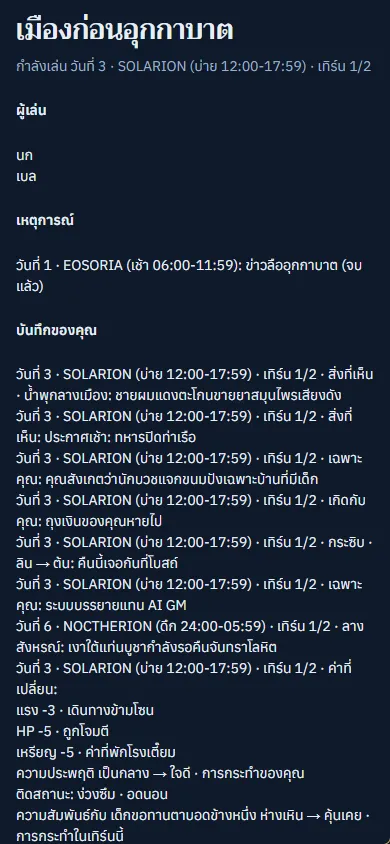 เมืองก่อนอุกกาบาต
กำลังเล่น วันที่ 3 · SOLARION (บ่าย 12:00-17:59) · เทิร์น 1/2
ผู้เล่น
นก
เบล
เหตุการณ์
วันที่ 1 · EOSORIA (เช้า 06:00-11:59): ข่าวลืออุกกาบาต (จบ
แล้ว)
บันทึกของคุณ
วันที่ 3 · SOLARION (บ่าย 12:00-17:59) · เทิร์น 1/2 · สิ่งที่เห็น
· น้ำพุกลางเมือง: ชายผมแดงตะโกนขายยาสมุนไพรเสียงดัง
วันที่ 3 · SOLARION (บ่าย 12:00-17:59) · เทิร์น 1/2 · สิ่งที่
เห็น: ประกาศเช้า: ทหารปิดท่าเรือ
วันที่ 3 · SOLARION (บ่าย 12:00-17:59) · เทิร์น 1/2 · เฉพาะ
คุณ: คุณสังเกตว่านักบวชแจกขนมปังเฉพาะบ้านที่มีเด็ก
วันที่ 3 · SOLARION (บ่าย 12:00-17:59) · เทิร์น 1/2 · เกิดกับ
คุณ: ถุงเงินของคุณหายไป
วันที่ 3 · SOLARION (บ่าย 12:00-17:59) · เทิร์น 1/2 · กระซิบ ·
ลิน → ต้น: คืนนี้เจอกันที่โบสถ์
วันที่ 3 · SOLARION (บ่าย 12:00-17:59) · เทิร์น 1/2 · เฉพาะ
คุณ: ระบบบรรยายแทน AI GM
วันที่ 6 · NOCTHERION (ดึก 24:00-05:59) · เทิร์น 1/2 · ลาง
สังหรณ์: เงาใต้แท่นบูชากำลังรอคืนจันทราโลหิต
วันที่ 3 · SOLARION (บ่าย 12:00-17:59) · เทิร์น 1/2 · ค่าที่
เปลี่ยน:
แรง -3 · เดินทางข้ามโซน
HP -5 · ถูกโจมตี
เหรียญ -5 · ค่าที่พักโรงเตี๊ยม
ความประพฤติ เป็นกลาง → ใจดี · การกระทำของคุณ
ติดสถานะ: ง่วงซึม · อดนอน
ความสัมพันธ์กับ เด็กขอทานตาบอดข้างหนึ่ง ห่างเหิน → คุ้นเคย ·
การกระทำในเทิร์นนี้